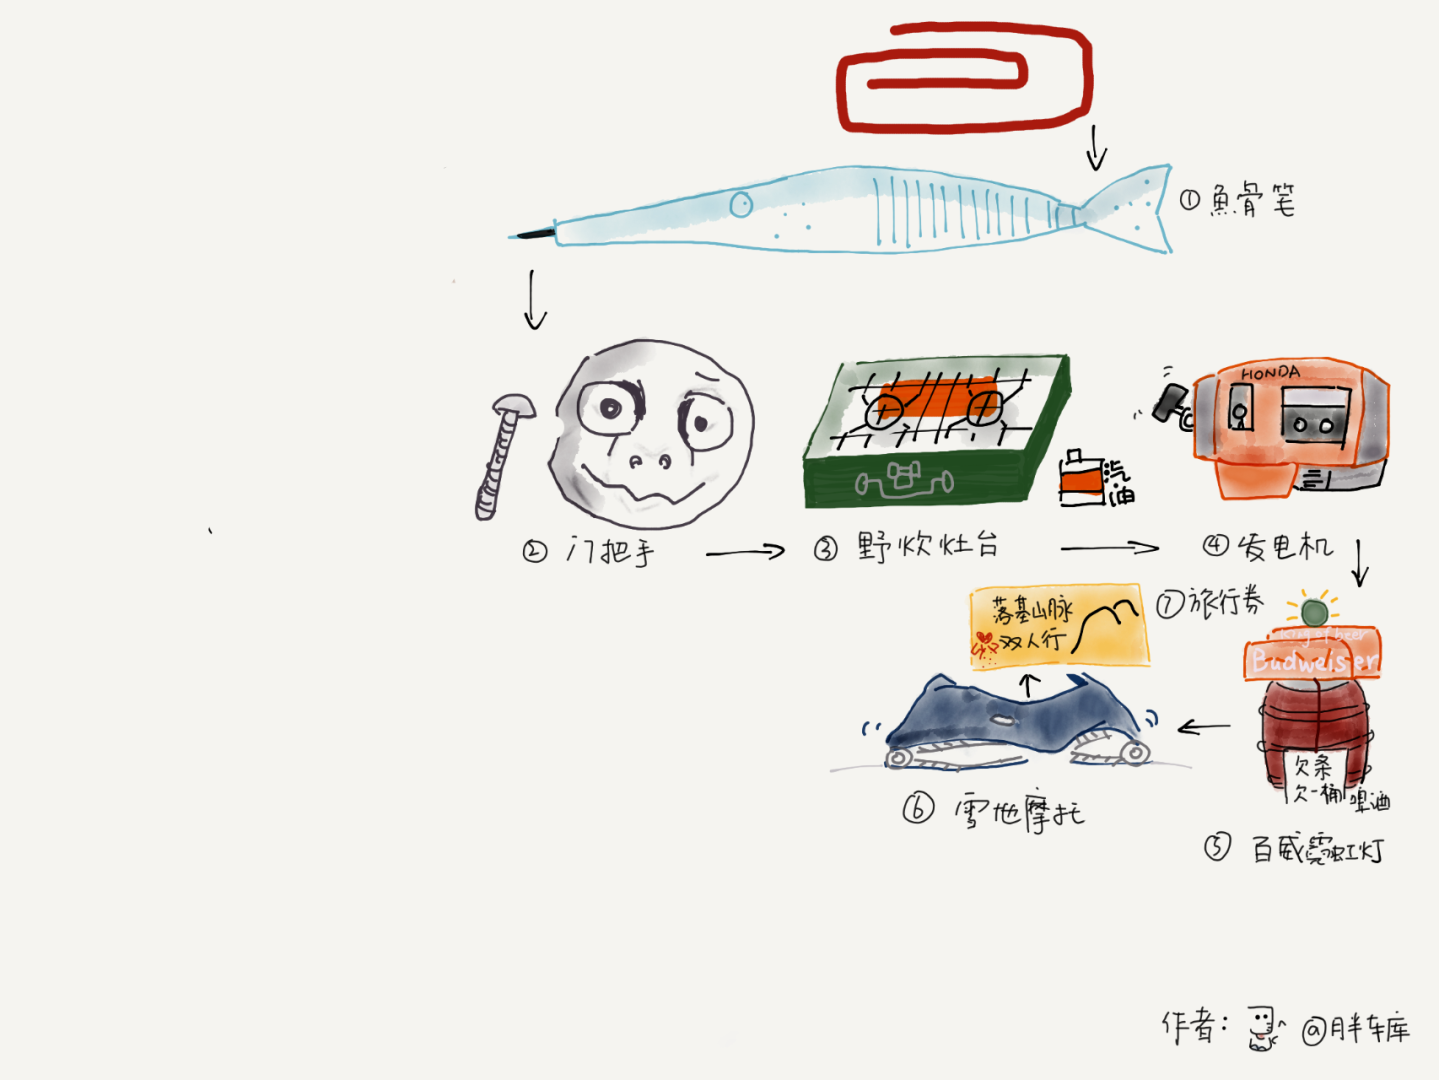 ① 魚骨笔
② 门把手
③ 野炊灶台
汽
油
HONDA
④ 发电机
落基山脉
双人行
⑦ 旅行券
King of beer
Budweiser
欠条
欠一桶啤酒
⑥ 雪地摩托
⑤ 百威霓虹灯
作者: @胖车库